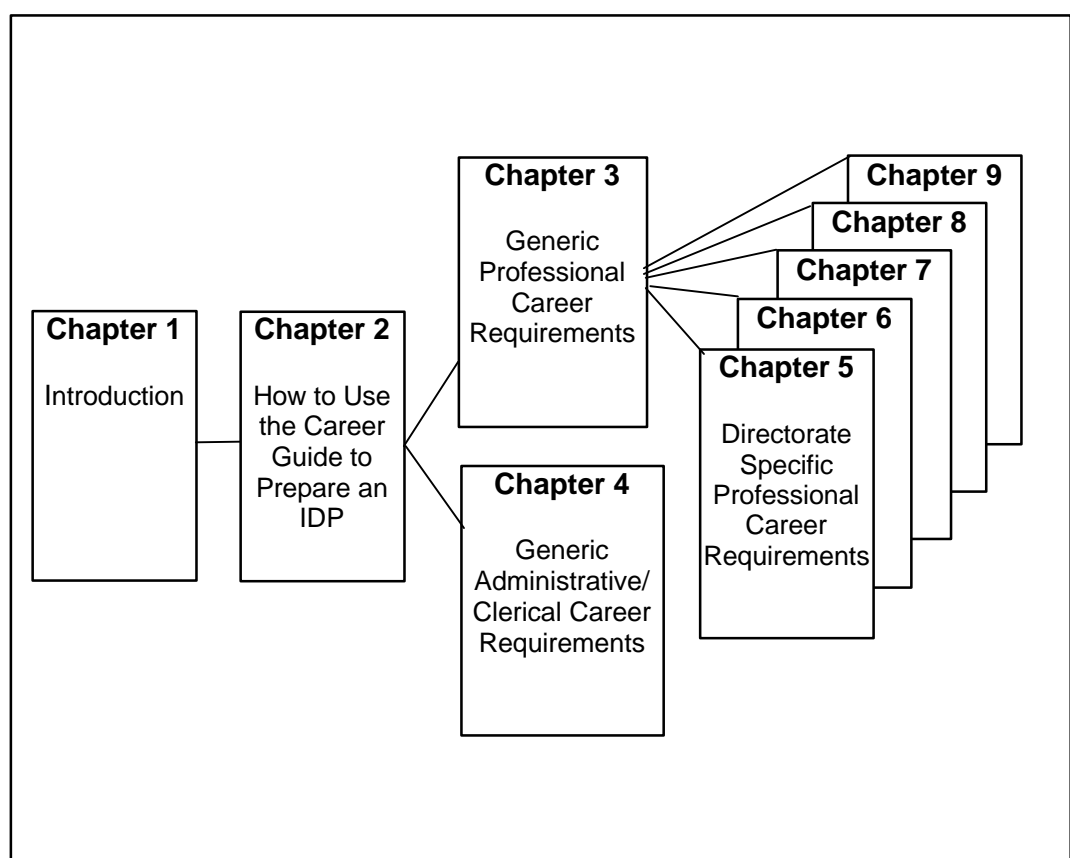 Chapter 1
Introduction
Chapter 2
How to Use
the Career
Guide to
Prepare an
IDP
Chapter 3
Generic
Professional
Career
Requirements
Chapter 4
Generic
Administrative/
Clerical Career
Requirements
Chapter 9
Chapter 8
Chapter 7
Chapter 6
Chapter 5
Directorate
Specific
Professional
Career
Requirements